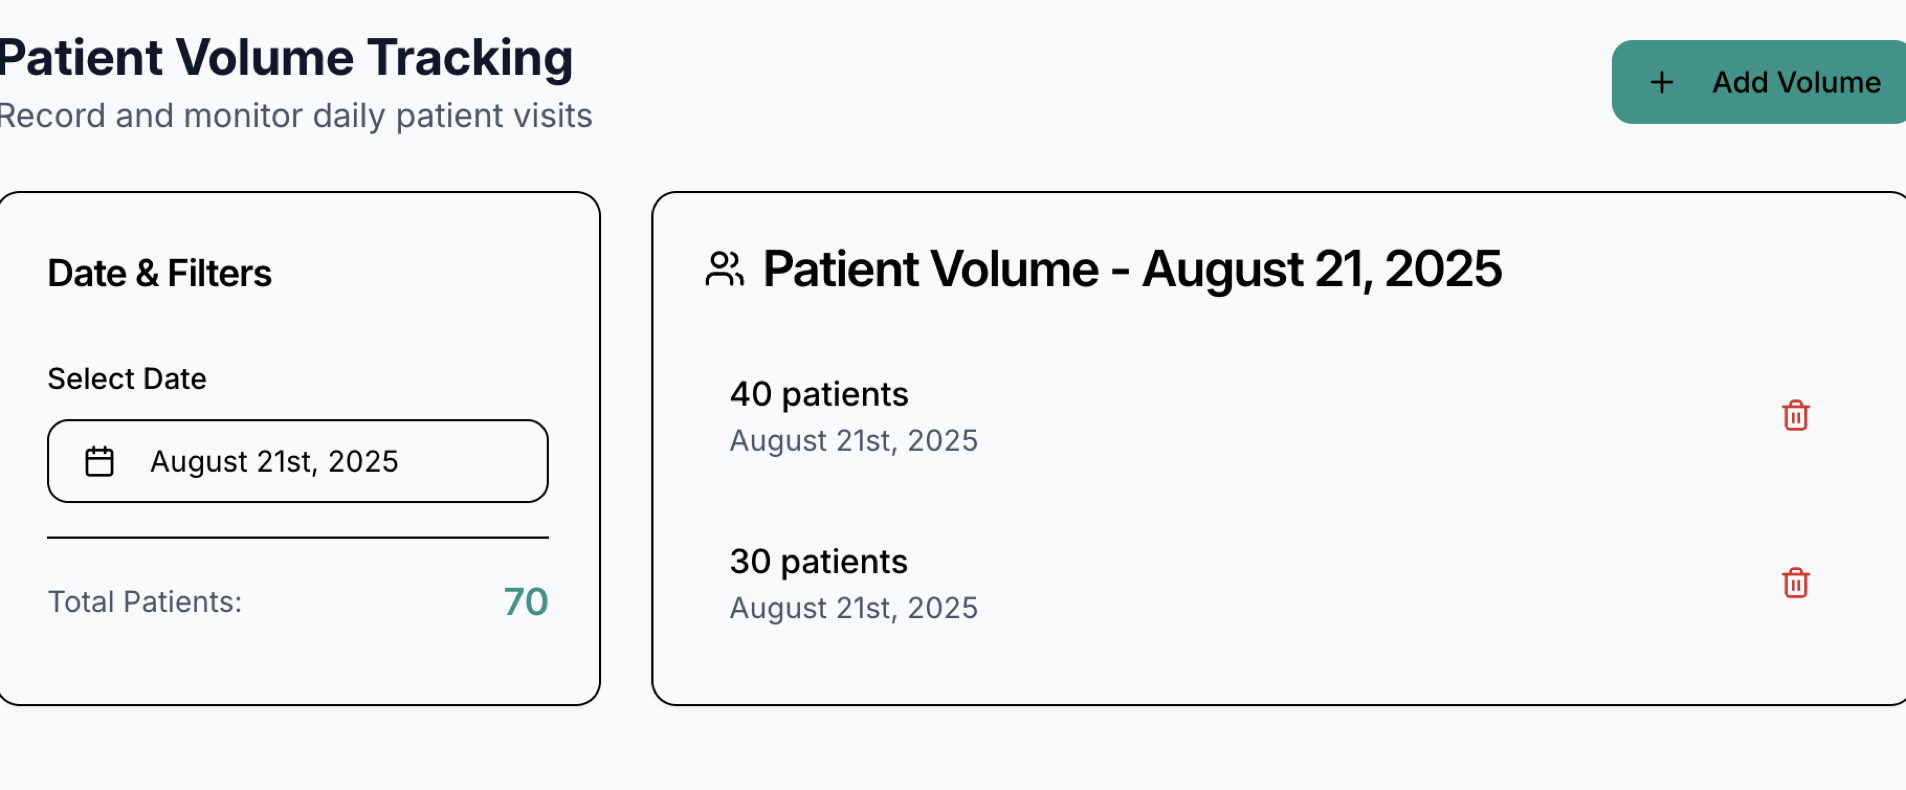 Patient Volume Tracking
Record and monitor daily patient visits
Add Volume
Date & Filters
Select Date
August 21st, 2025
Total Patients: 70
Patient Volume - August 21, 2025
40 patients
August 21st, 2025
30 patients
August 21st, 2025